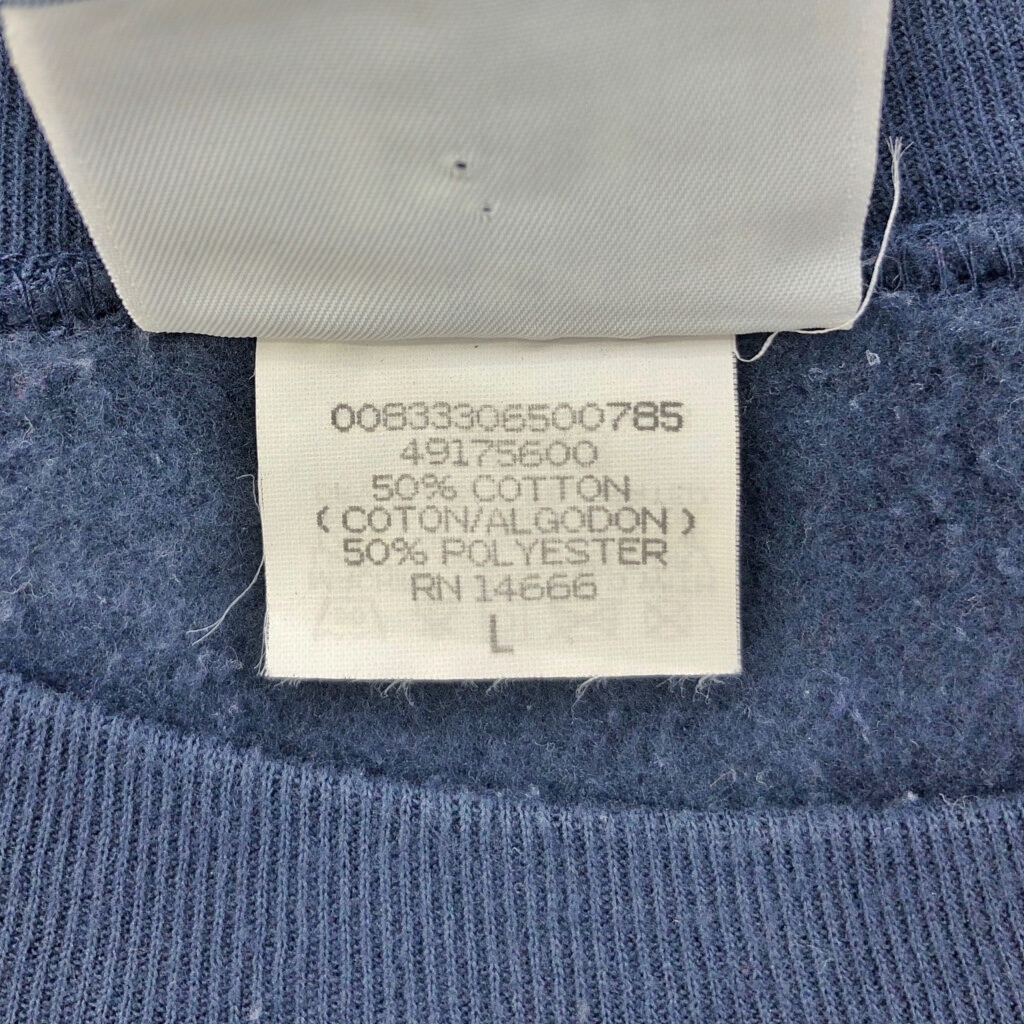 00833306500785
49175600
50% COTTON
(COTON/ALGODON)
50% POLYESTER
RN 14666
L